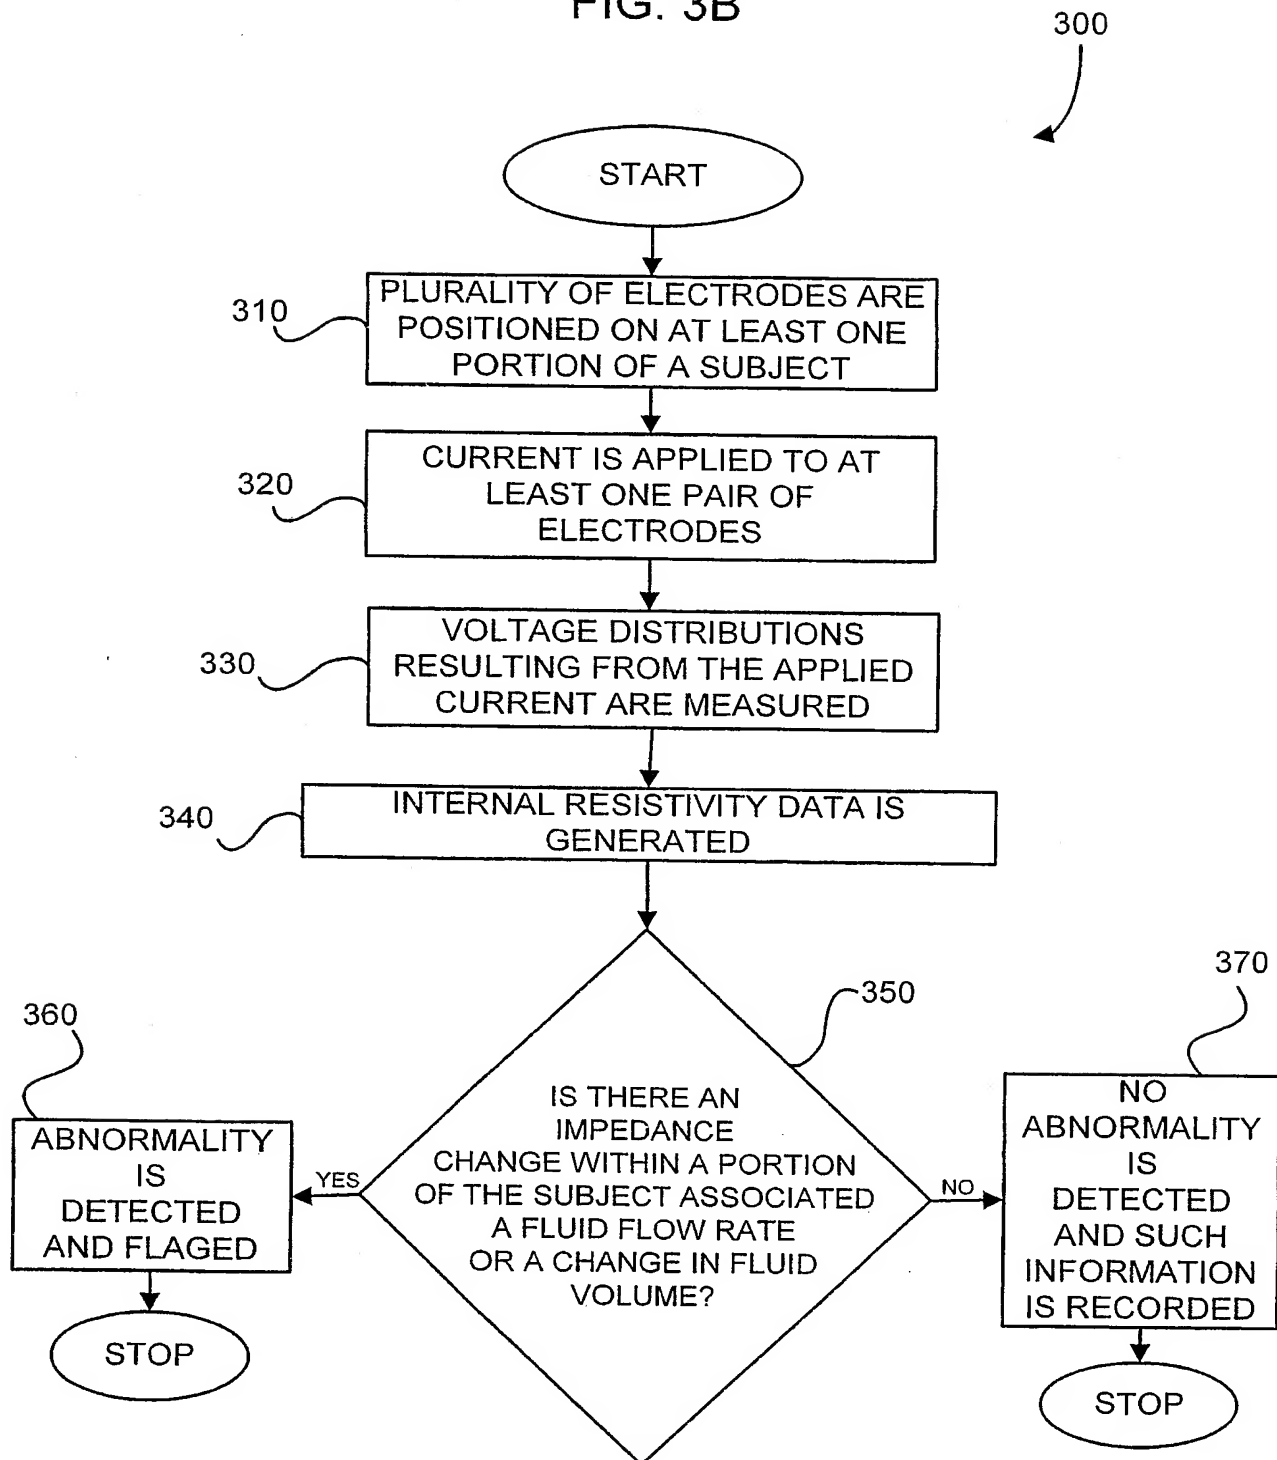 FIG. 3B
300
START
310
PLURALITY OF ELECTRODES ARE
POSITIONED ON AT LEAST ONE
PORTION OF A SUBJECT
320
CURRENT IS APPLIED TO AT
LEAST ONE PAIR OF
ELECTRODES
330
VOLTAGE DISTRIBUTIONS
RESULTING FROM THE APPLIED
CURRENT ARE MEASURED
340
INTERNAL RESISTIVITY DATA IS
GENERATED
350
IS THERE AN
IMPEDANCE
CHANGE WITHIN A PORTION
OF THE SUBJECT ASSOCIATED
A FLUID FLOW RATE
OR A CHANGE IN FLUID
VOLUME?
YES
360
ABNORMALITY
IS
DETECTED
AND FLAGED
STOP
NO
370
NO
ABNORMALITY
IS
DETECTED
AND SUCH
INFORMATION
IS RECORDED
STOP